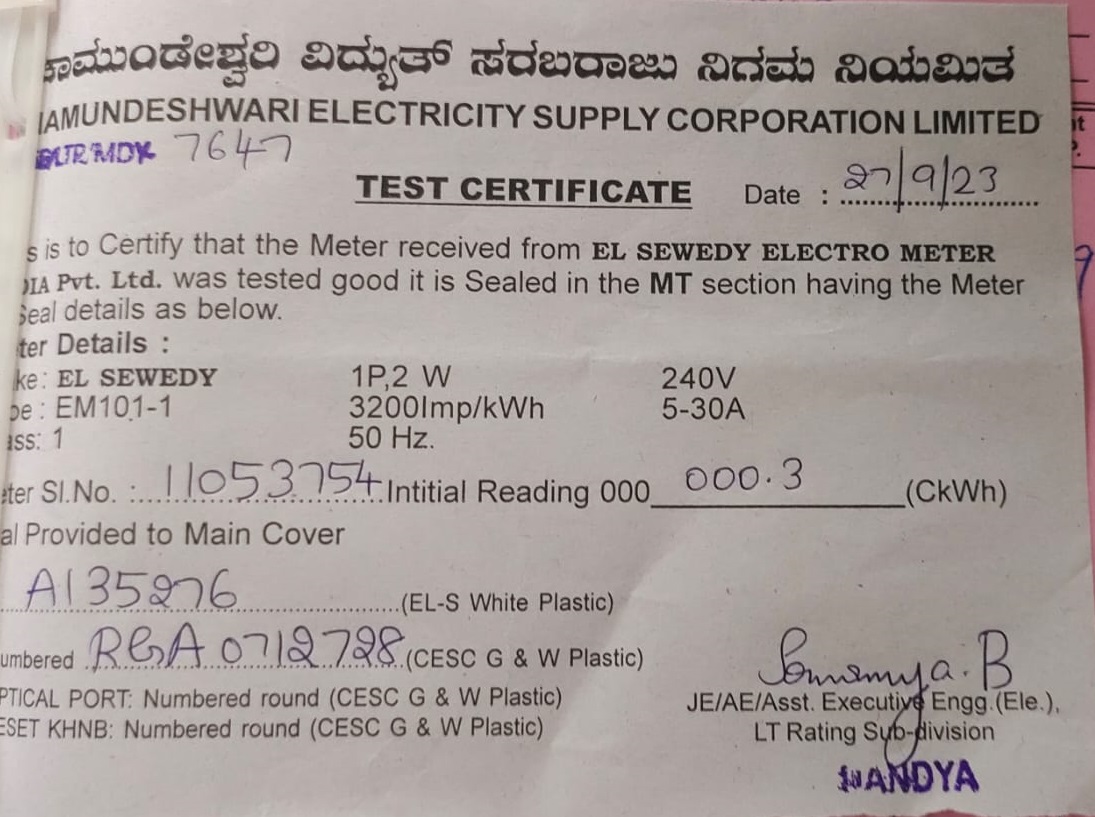 ಚಾಮುಂಡೇಶ್ವರಿ ವಿದ್ಯುತ್ ಸರಬರಾಜು ನಿಗಮ ನಿಯಮಿತ
IAMUNDESHWARI ELECTRICITY SUPPLY CORPORATION LIMITED
MDY 7647
TEST CERTIFICATE Date : 27/9/23
s is to Certify that the Meter received from EL SEWEDY ELECTRO METER
DIA Pvt. Ltd. was tested good it is Sealed in the MT section having the Meter
Seal details as below.
ter Details :
ke: EL SEWEDY 1P,2 W 240V
pe : EM101-1 3200Imp/kWh 5-30A
ass: 1 50 Hz.
eter Sl.No. : 11053754 Intitial Reading 000 000.3 (CkWh)
al Provided to Main Cover
A135276 (EL-S White Plastic)
umbered RGA 0712728 (CESC G & W Plastic)
PTICAL PORT: Numbered round (CESC G & W Plastic)
ESET KHNB: Numbered round (CESC G & W Plastic)
Sowmya.B
JE/AE/Asst. Executive Engg.(Ele.),
LT Rating Sub-division
MANDYA